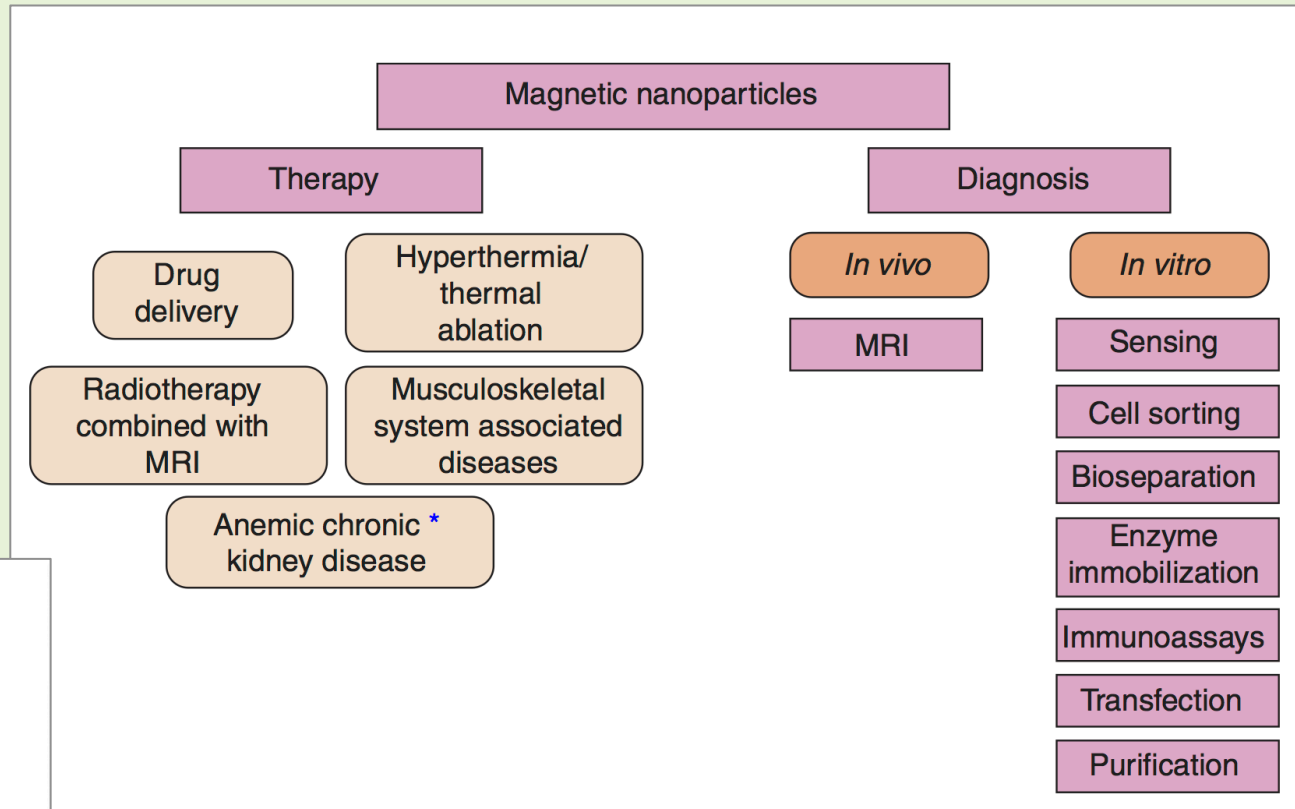 Magnetic nanoparticles
Therapy
Diagnosis
Drug
delivery
Hyperthermia/
thermal
ablation
Radiotherapy
combined with
MRI
Musculoskeletal
system associated
diseases
Anemic chronic *
kidney disease
In vivo
MRI
In vitro
Sensing
Cell sorting
Bioseparation
Enzyme
immobilization
Immunoassays
Transfection
Purification